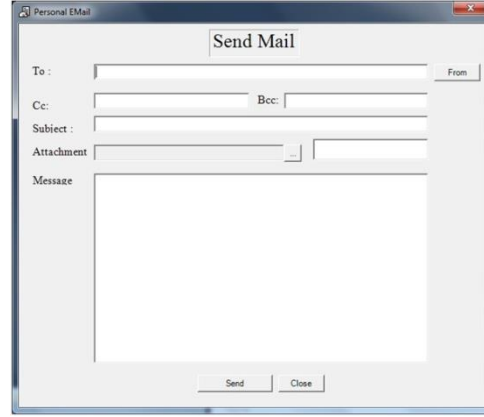 Personal EMail
Send Mail
To :
From
Cc:
Bcc:
Subject :
Attachment
...
Message
Send
Close